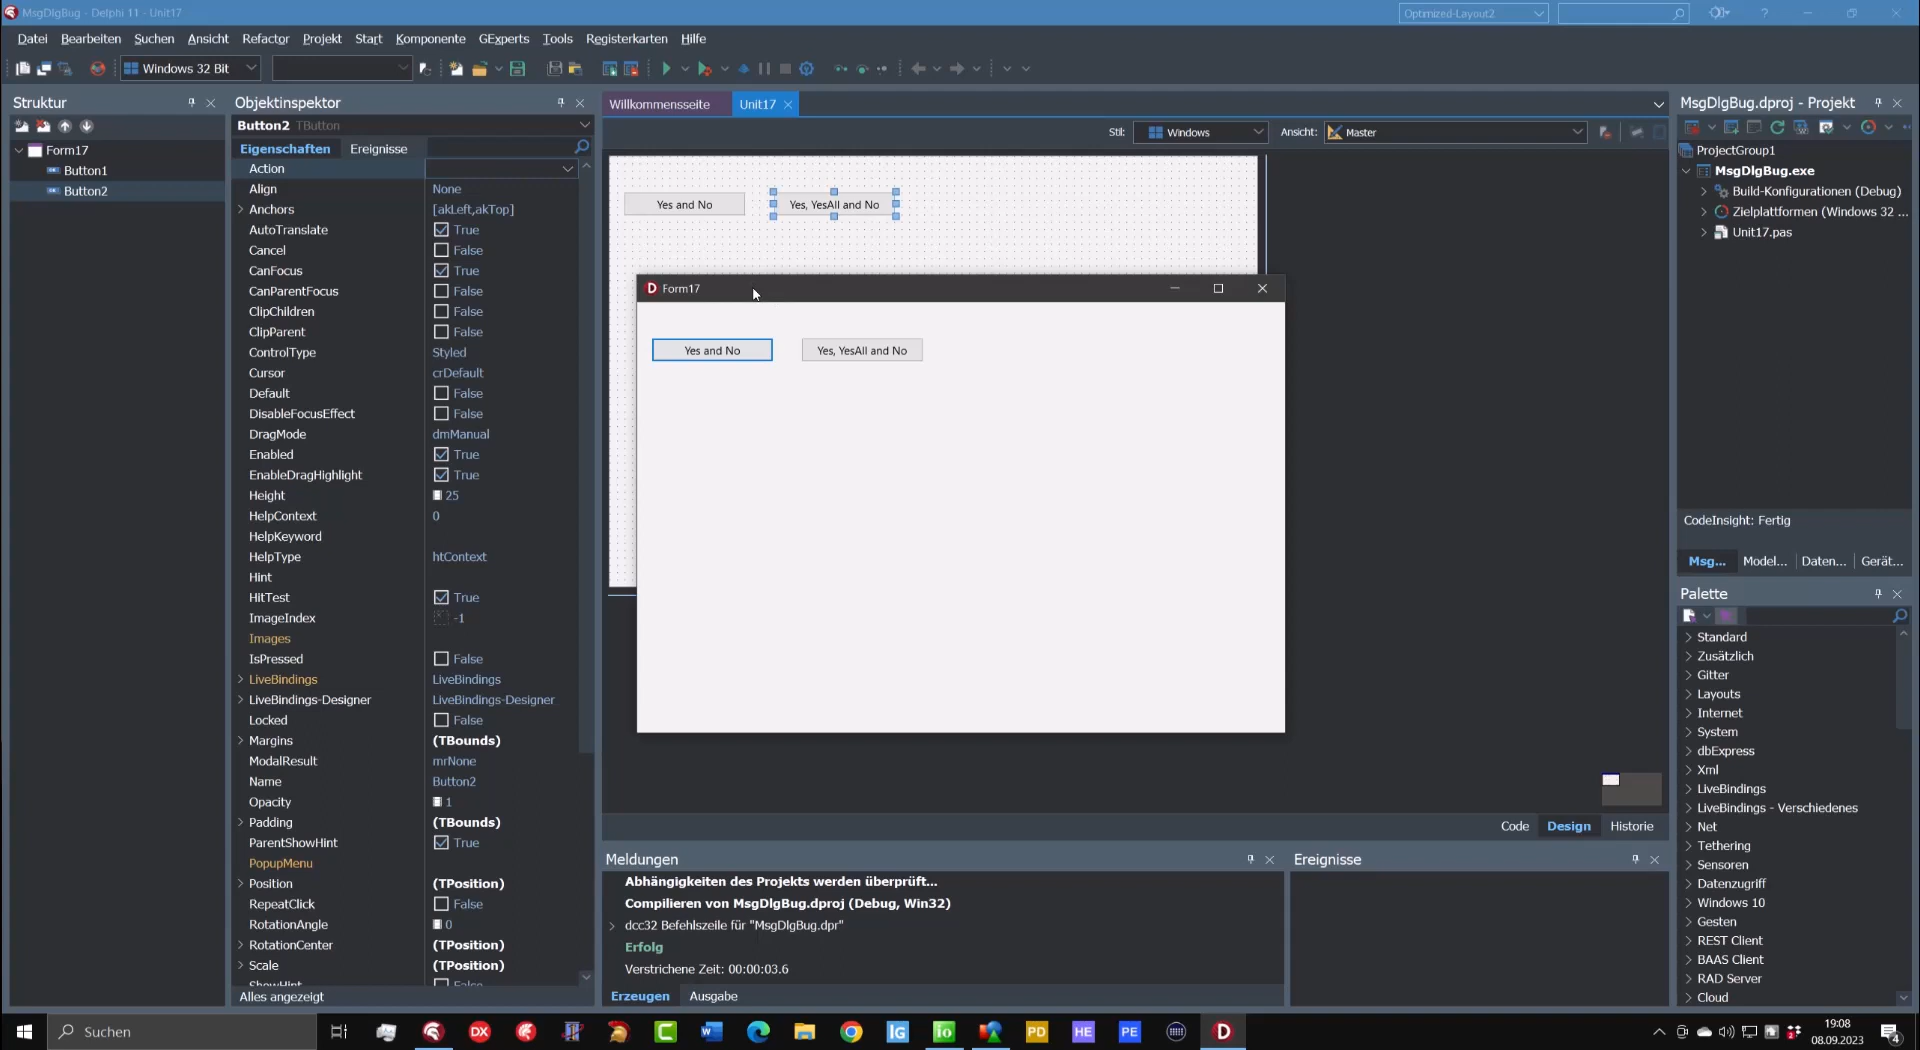 MsgDlgBug - Delphi 11 - Unit17
Optimized-Layout2
Datei Bearbeiten Suchen Ansicht Refactor Projekt Start Komponente GExperts Tools Registerkarten Hilfe
Windows 32 Bit
Struktur
Form17
Button1
Button2
Objektinspektor
Button2 TButton
Eigenschaften Ereignisse
Action
Align None
Anchors [akLeft,akTop]
AutoTranslate True
Cancel False
CanFocus True
CanParentFocus False
ClipChildren False
ClipParent False
ControlType Styled
Cursor crDefault
Default False
DisableFocusEffect False
DragMode dmManual
Enabled True
EnableDragHighlight True
Height 25
HelpContext 0
HelpKeyword
HelpType htContext
Hint
HitTest True
ImageIndex -1
Images
IsPressed False
LiveBindings LiveBindings
LiveBindings-Designer LiveBindings-Designer
Locked False
Margins (TBounds)
ModalResult mrNone
Name Button2
Opacity 1
Padding (TBounds)
ParentShowHint True
PopupMenu
Position (TPosition)
RepeatClick False
RotationAngle 0
RotationCenter (TPosition)
Scale (TPosition)
ShowHint False
Alles angezeigt
Willkommensseite Unit17
Stil: Windows Ansicht: Master
Yes and No Yes, YesAll and No
Form17
Yes and No Yes, YesAll and No
Code Design Historie
Meldungen
Abhängigkeiten des Projekts werden überprüft...
Compilieren von MsgDlgBug.dproj (Debug, Win32)
dcc32 Befehlszeile für "MsgDlgBug.dpr"
Erfolg
Verstrichene Zeit: 00:00:03.6
Erzeugen Ausgabe
Ereignisse
MsgDlgBug.dproj - Projekt
ProjectGroup1
MsgDlgBug.exe
Build-Konfigurationen (Debug)
Zielplattformen (Windows 32 ...
Unit17.pas
CodeInsight: Fertig
Msg... Model... Daten... Gerät...
Palette
Standard
Zusätzlich
Gitter
Layouts
Internet
System
dbExpress
Xml
LiveBindings
LiveBindings - Verschiedenes
Net
Tethering
Sensoren
Datenzugriff
Windows 10
Gesten
REST Client
BAAS Client
RAD Server
Cloud
Suchen
DX
C
W
IG
io
PD
HE
PE
D
19:08
08.09.2023
4